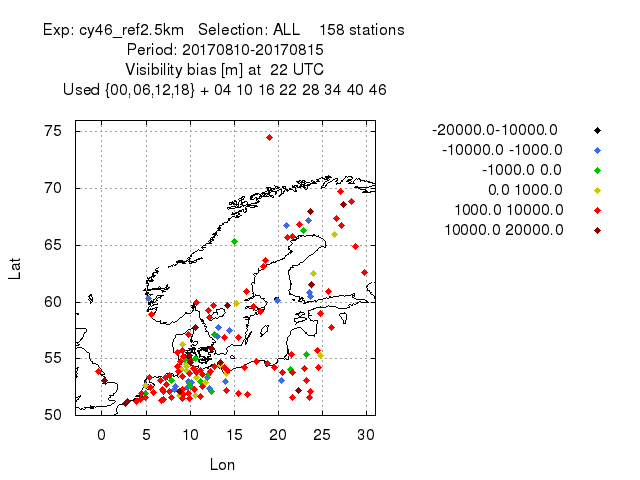 Exp: cy46_ref2.5km Selection: ALL 158 stations
Period: 20170810-20170815
Visibility bias [m] at 22 UTC
Used {00,06,12,18} + 04 10 16 22 28 34 40 46
-20000.0-10000.0
-10000.0 -1000.0
-1000.0 0.0
0.0 1000.0
1000.0 10000.0
10000.0 20000.0
75
70
65
60
55
50
Lat
0 5 10 15 20 25 30
Lon